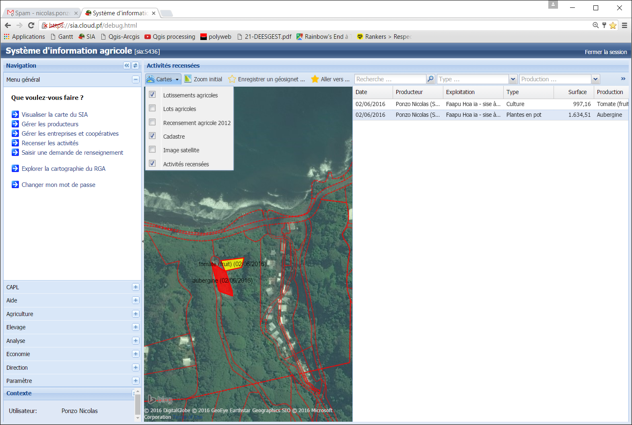 Spam - nicolas.pon
Système d'informatio
https://sia.cloud.pf/debug.html
Applications Gantt SIA Qgis-Arcgis processing polyweb 21-DEESGEST.pdf Rainbow's End à Rankers > Respe
Système d'information agricole [sia:5436]
Fermer la session
Navigation
Menu général
Que voulez-vous faire ?
Visualiser la carte du SIA
Gérer les producteurs
Gérer les entreprises et coopératives
Recenser les activités
Saisir une demande de renseignement
Explorer la cartographie du RGA
Changer mon mot de passe
CAPL
Aide
Agriculture
Elevage
Analyse
Economie
Direction
Paramètre
Contexte
Utilisateur: Ponzo Nicolas
Activités recensées
Cartes Zoom initial Enregistrer un géosignet ... Aller vers ...
Lotissements agricoles
Lots agricoles
Recensement agricole 2012
Cadastre
Image satellite
Activités recensées
(02/06/2016)
aubergine (02/06/2016)
bing
© 2016 DigitalGlobe © 2016 GeoEye Earthstar Geographics SIO © 2016 Microsoft
Corporation
Recherche ... Type ... Production ... »
Date Producteur Exploitation Type Surface Production
02/06/2016 Ponzo Nicolas (S... Faapu Hoa ia - sise à... Culture 997,16 Tomate (fruit
02/06/2016 Ponzo Nicolas (S... Faapu Hoa ia - sise à... Plantes en pot 1.634,51 Aubergine